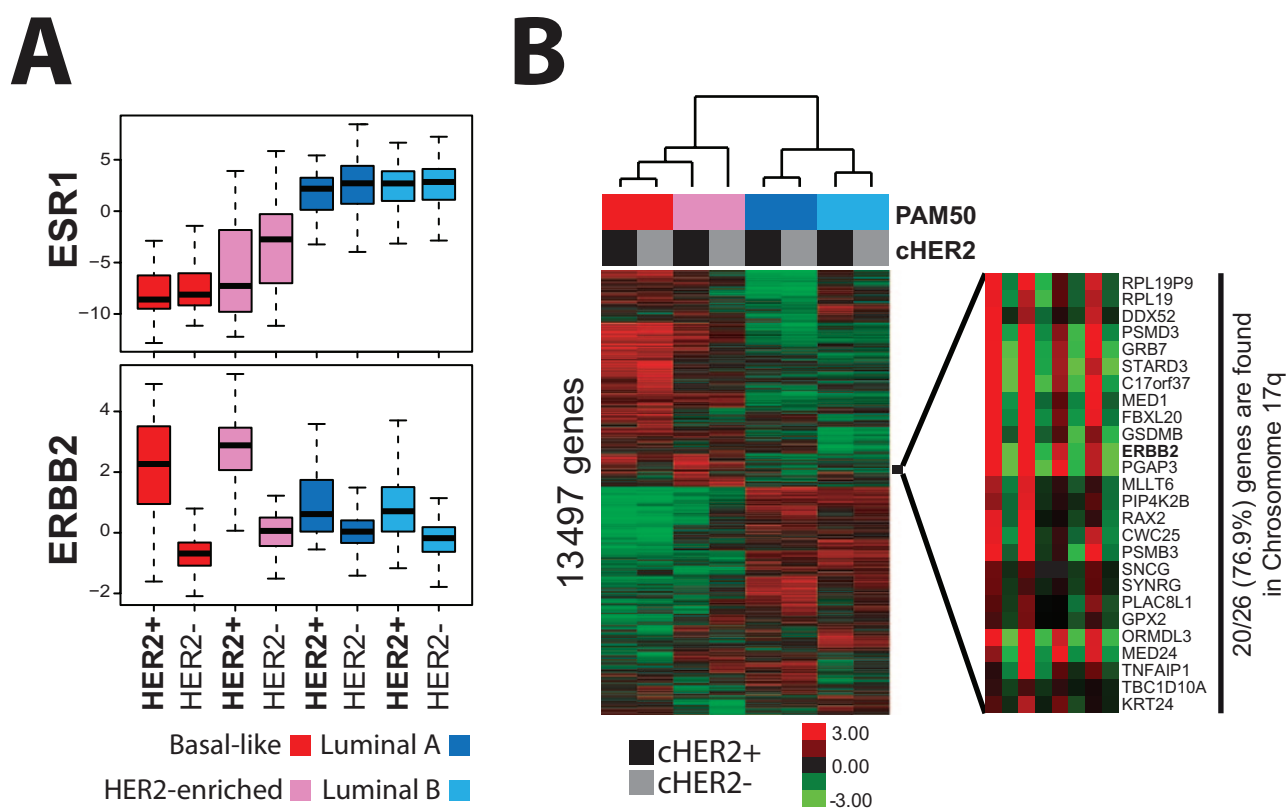 A
ESR1
5
0
−5
−10
ERBB2
4
2
0
−2
HER2+
HER2-
HER2+
HER2-
HER2+
HER2-
HER2+
HER2-
Basal-like
Luminal A
HER2-enriched
Luminal B
B
PAM50
cHER2
13497 genes
RPL19P9
RPL19
DDX52
PSMD3
GRB7
STARD3
C17orf37
MED1
FBXL20
GSDMB
ERBB2
PGAP3
MLLT6
PIP4K2B
RAX2
CWC25
PSMB3
SNCG
SYNRG
PLAC8L1
GPX2
ORMDL3
MED24
TNFAIP1
TBC1D10A
KRT24
20/26 (76.9%) genes are found
in Chromosome 17q
cHER2+
cHER2-
3.00
0.00
-3.00